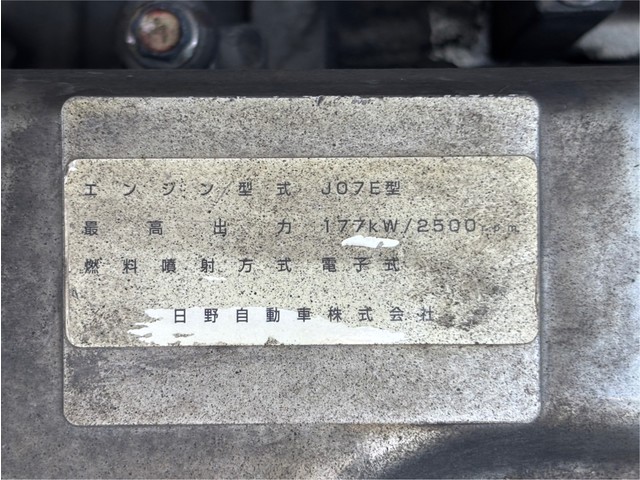 エンジン型式 J07E型
最高出力 177kW/2500rpm
燃料噴射方式 電子式
日野自動車株式会社